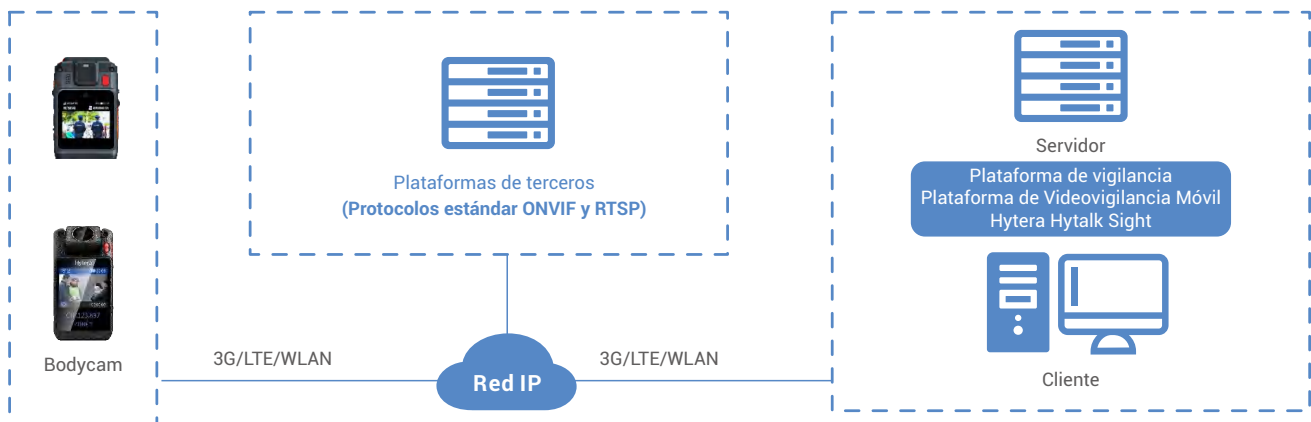 Hytera
Bodycam
Plataformas de terceros
(Protocolos estándar ONVIF y RTSP)
3G/LTE/WLAN
Red IP
3G/LTE/WLAN
Servidor
Plataforma de vigilancia
Plataforma de Videovigilancia Móvil
Hytera Hytalk Sight
Cliente